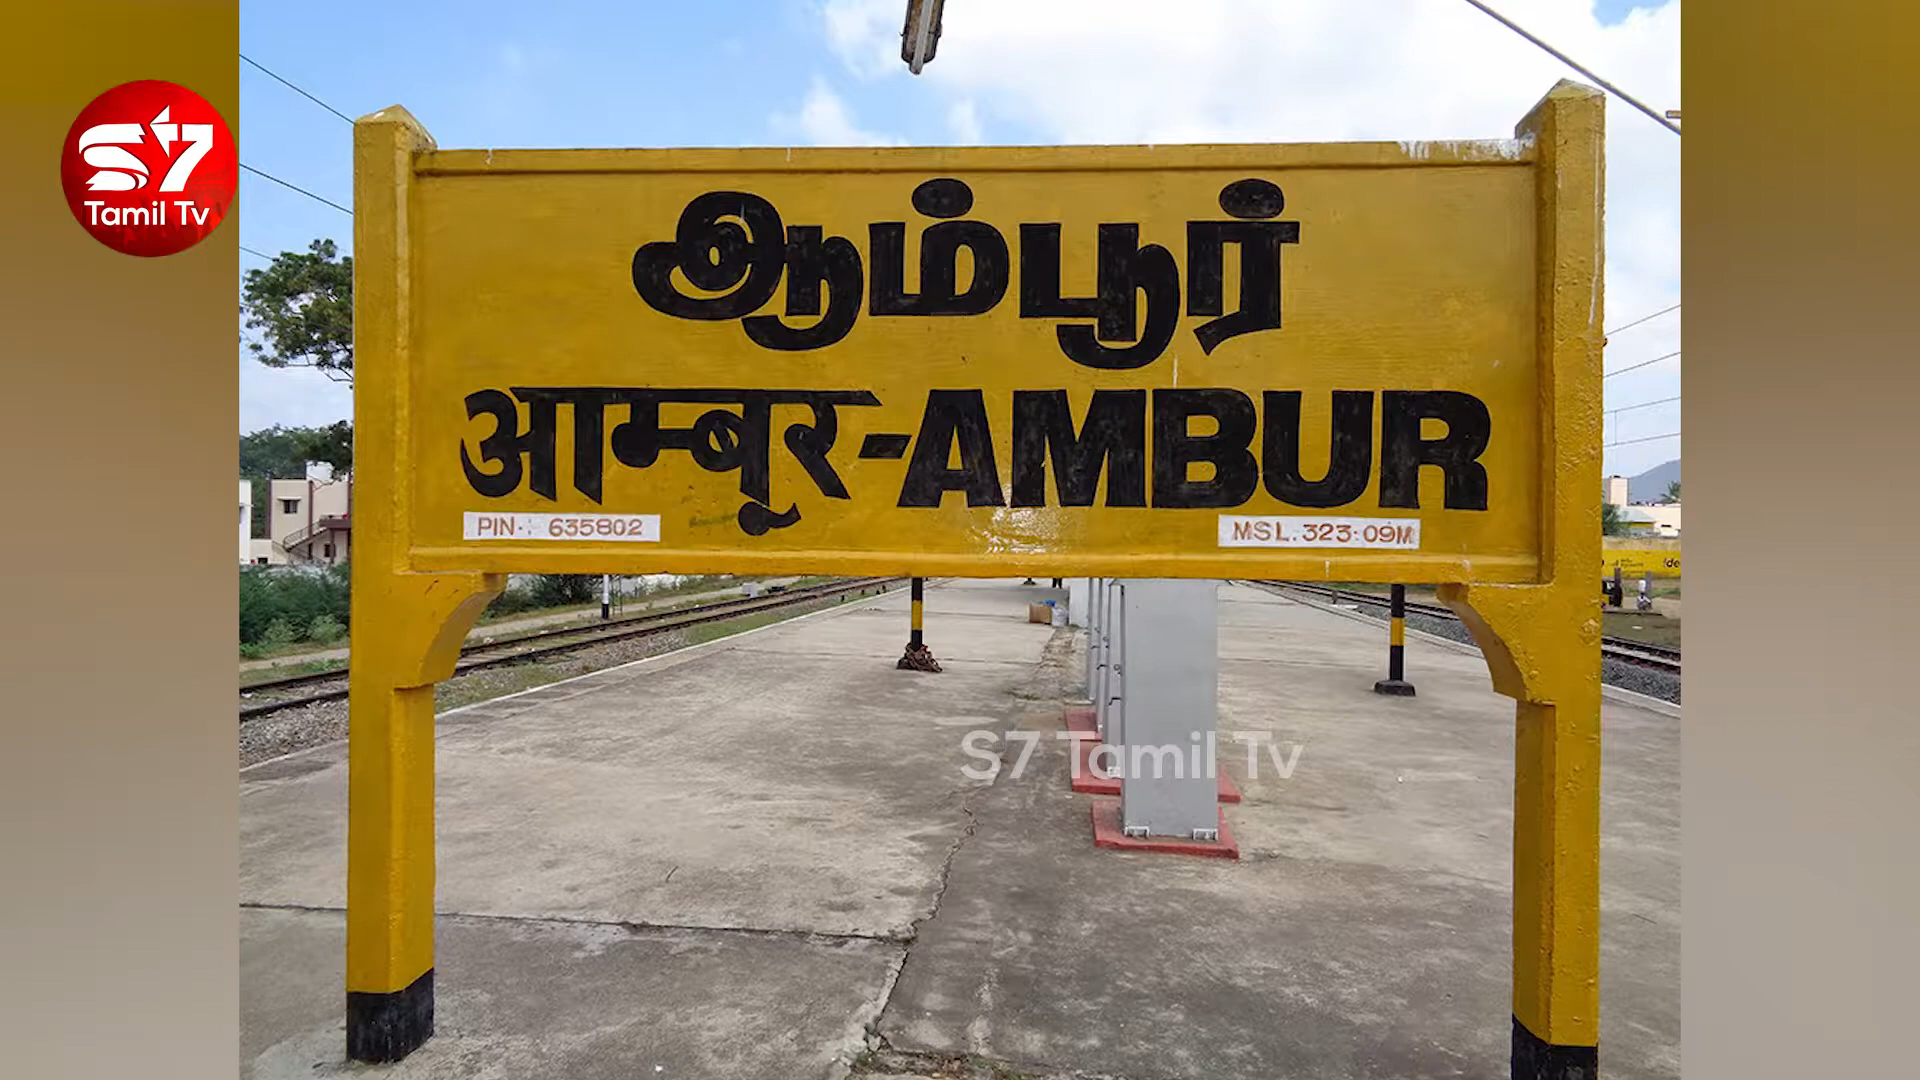 S7
Tamil Tv
ஆம்பூர்
आम्बूर-AMBUR
PIN-: 635802
MSL.323:09M
S7 Tamil Tv